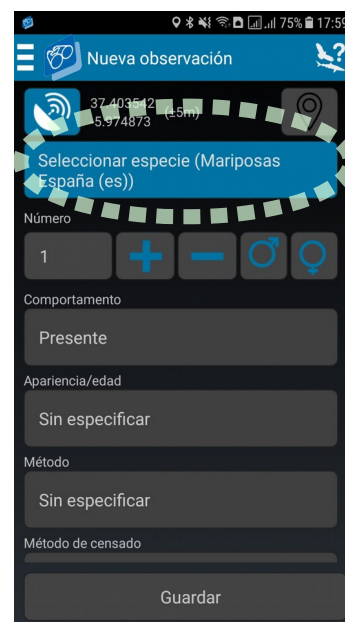 75% 17:59
Nueva observación
?
37.403542
-5.974873 (±5m)
Seleccionar especie (Mariposas
España (es))
Número
1
Comportamento
Presente
Apariencia/edad
Sin especificar
Método
Sin especificar
Método de censado
Guardar